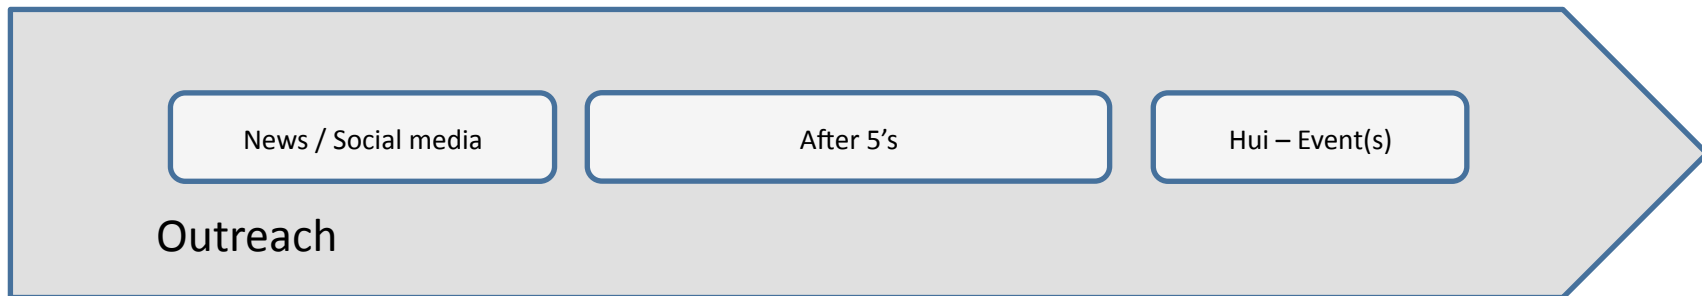 News / Social media
After 5’s
Hui – Event(s)
Outreach